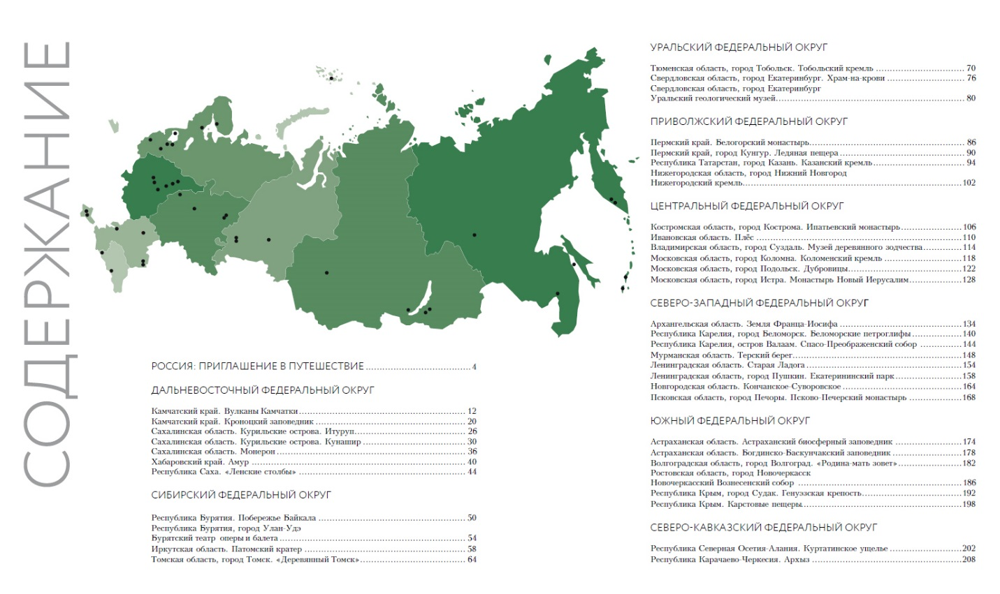 СОДЕРЖАНИЕ
РОССИЯ: ПРИГЛАШЕНИЕ В ПУТЕШЕСТВИЕ 4
ДАЛЬНЕВОСТОЧНЫЙ ФЕДЕРАЛЬНЫЙ ОКРУГ
Камчатский край. Вулканы Камчатки 12
Камчатский край. Кроноцкий заповедник 20
Сахалинская область. Курильские острова. Итуруп 26
Сахалинская область. Курильские острова. Кунашир 30
Сахалинская область. Монерон 36
Хабаровский край. Амур 40
Республика Саха. «Ленские столбы» 44
СИБИРСКИЙ ФЕДЕРАЛЬНЫЙ ОКРУГ
Республика Бурятия. Побережье Байкала 50
Республика Бурятия, город Улан-Удэ
Бурятский театр оперы и балета 54
Иркутская область. Патомский кратер 58
Томская область, город Томск. «Деревянный Томск» 64
УРАЛЬСКИЙ ФЕДЕРАЛЬНЫЙ ОКРУГ
Тюменская область, город Тобольск. Тобольский кремль 70
Свердловская область, город Екатеринбург. Храм-на-крови 76
Свердловская область, город Екатеринбург
Уральский геологический музей 80
ПРИВОЛЖСКИЙ ФЕДЕРАЛЬНЫЙ ОКРУГ
Пермский край. Белогорский монастырь 86
Пермский край, город Кунгур. Ледяная пещера 90
Республика Татарстан, город Казань. Казанский кремль 94
Нижегородская область, город Нижний Новгород
Нижегородский кремль 102
ЦЕНТРАЛЬНЫЙ ФЕДЕРАЛЬНЫЙ ОКРУГ
Костромская область, город Кострома. Ипатьевский монастырь 106
Ивановская область. Плёс 110
Владимирская область, город Суздаль. Музей деревянного зодчества 114
Московская область, город Коломна. Коломенский кремль 118
Московская область, город Подольск. Дубровицы 122
Московская область, город Истра. Монастырь Новый Иерусалим 128
СЕВЕРО-ЗАПАДНЫЙ ФЕДЕРАЛЬНЫЙ ОКРУГ
Архангельская область. Земля Франца-Иосифа 134
Республика Карелия, город Беломорск. Беломорские петроглифы 140
Республика Карелия, остров Валаам. Спасо-Преображенский собор 144
Мурманская область. Терский берег 148
Ленинградская область. Старая Ладога 154
Ленинградская область, город Пушкин. Екатерининский парк 158
Новгородская область. Кончанское-Суворовское 164
Псковская область, город Печоры. Псково-Печерский монастырь 168
ЮЖНЫЙ ФЕДЕРАЛЬНЫЙ ОКРУГ
Астраханская область. Астраханский биосферный заповедник 174
Астраханская область. Богдинско-Баскунчакский заповедник 178
Волгоградская область, город Волгоград. «Родина-мать зовет» 182
Ростовская область, город Новочеркасск
Новочеркасский Вознесенский собор 186
Республика Крым, город Судак. Генуэзская крепость 192
Республика Крым. Карстовые пещеры 198
СЕВЕРО-КАВКАЗСКИЙ ФЕДЕРАЛЬНЫЙ ОКРУГ
Республика Северная Осетия-Алания. Куртатинское ущелье 202
Республика Карачаево-Черкесия. Архыз 208